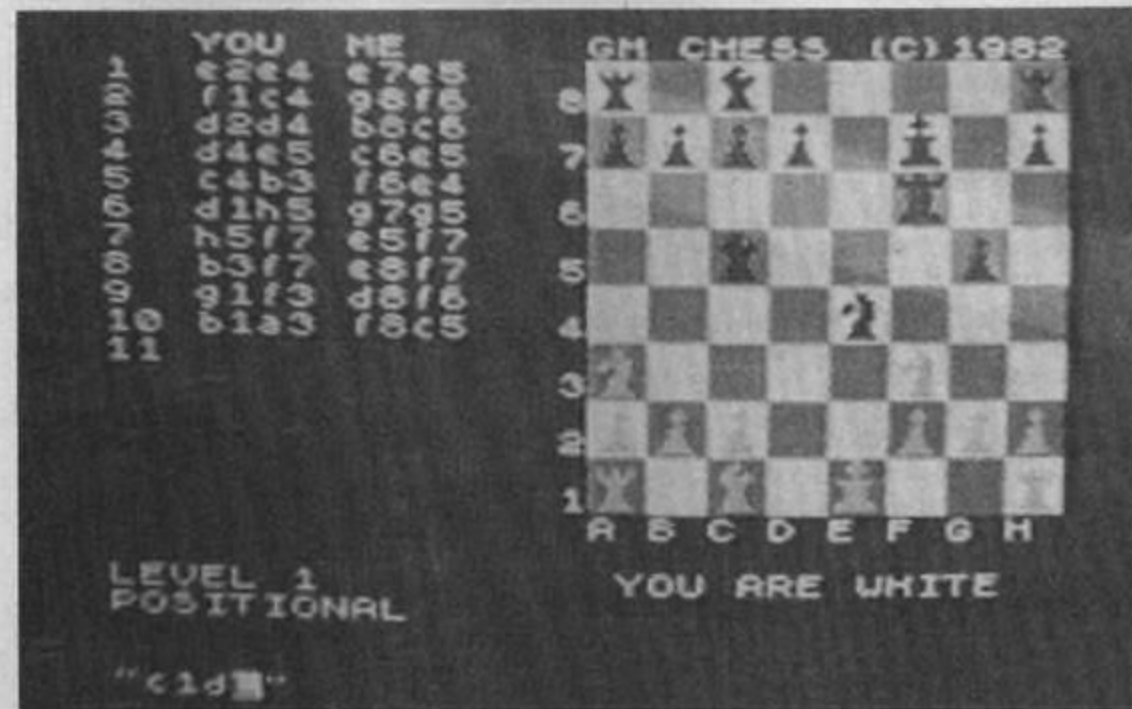 YOU ME
1 e2e4 e7e5
2 f1c4 g8f6
3 d2d4 b8c6
4 d4e5 c6e5
5 c4b3 f6e4
6 d1h5 g7g5
7 h5f7 e5f7
8 b3f7 e8f7
9 g1f3 d8f6
10 b1a3 f8c5
11
LEVEL 1
POSITIONAL
"c1d "
GM CHESS (C) 1982
8
7
6
5
4
3
2
1
A B C D E F G H
YOU ARE WHITE